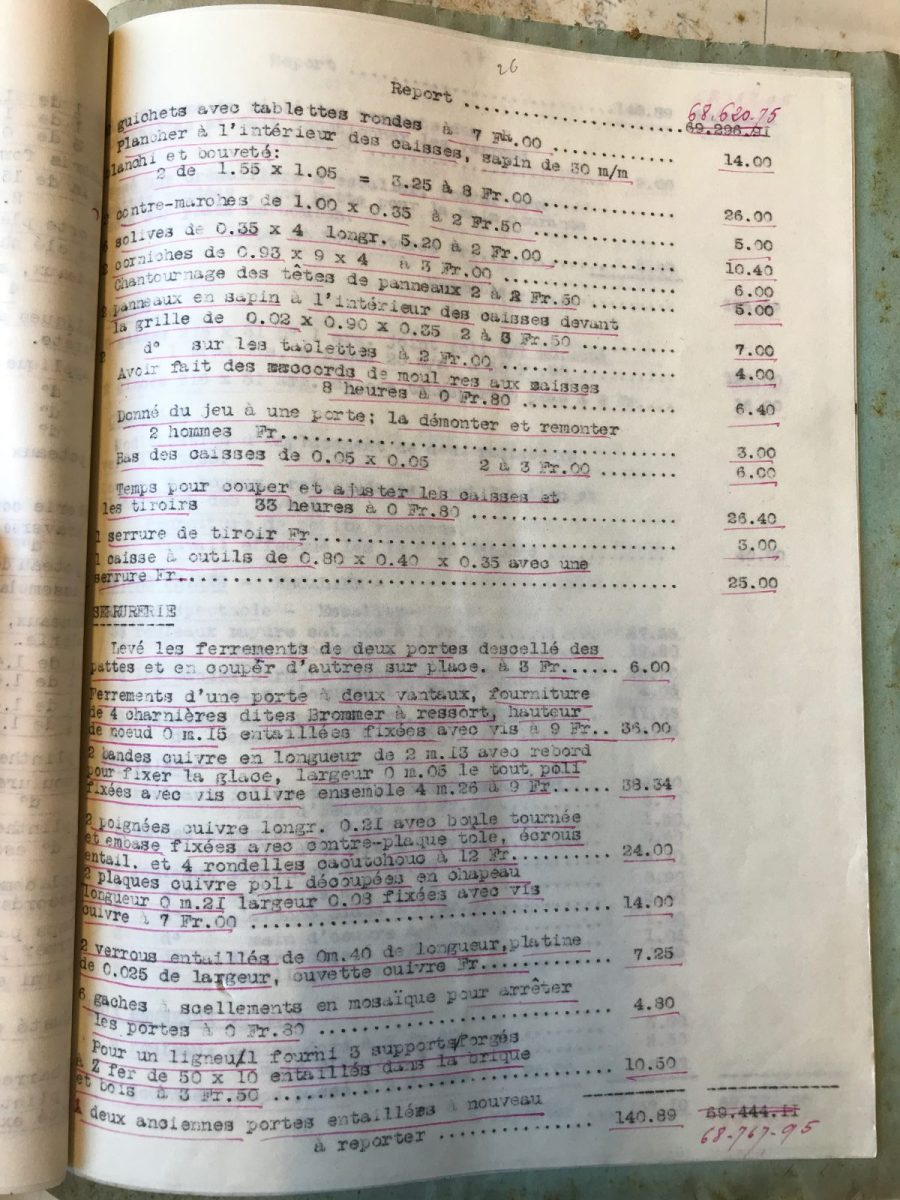 26
Report ....................... 68.620.75
69.296.21
guichets avec tablettes rondes à 7 Fr.00 ............. 14.00
Plancher à l'intérieur des caisses, sapin de 30 m/m
blanchi et bouveté:
2 de 1.55 x 1.05 = 3.25 à 8 Fr.00 ............... 26.00
contre-marches de 1.00 x 0.35 à 2 Fr.50 ............... 5.00
solives de 0.35 x 4 longr. 5.20 à 2 Fr.00 ............. 10.40
2 corniches de 0.93 x 9 x 4 à 3 Fr.00 ................. 6.00
Chantournage des têtes de panneaux 2 à 2 Fr.50 ........ 5.00
2 panneaux en sapin à l'intérieur des caisses devant
la grille de 0.02 x 0.90 x 0.35 2 à 3 Fr.50 ........... 7.00
2 d° sur les tablettes à 2 Fr.00 ..................... 4.00
Avoir fait des raccords de moul res aux caisses
8 heures à 0 Fr.80 ................ 6.40
Donné du jeu à une porte; la démonter et remonter
2 hommes Fr........................................ 3.00
Bas des caisses de 0.05 x 0.05 2 à 3 Fr.00 ......... 6.00
Temps pour couper et ajuster les caisses et
les tiroirs 33 heures à 0 Fr.80 ..................... 26.40
1 serrure de tiroir Fr................................. 3.00
1 caisse à outils de 0.80 x 0.40 x 0.35 avec une
serrure Fr............................................. 25.00
SERRURERIE
Levé les ferrements de deux portes descellé des
pattes et en couper d'autres sur place. à 3 Fr...... 6.00
Ferrements d'une porte à deux vantaux, fourniture
de 4 charnières dites Brommer à ressort, hauteur
de noeud 0 m.15 entaillées fixées avec vis à 9 Fr.. 36.00
2 bandes cuivre en longueur de 2 m.13 avec rebord
pour fixer la glace, largeur 0 m.05 le tout poli
fixées avec vis cuivre ensemble 4 m.26 à 9 Fr...... 38.34
2 poignées cuivre longr. 0.21 avec boule tournée
et embase fixées avec contre-plaque tole, écrous
entail. et 4 rondelles caoutchouc à 12 Fr.......... 24.00
2 plaques cuivre poli découpées en chapeau
longueur 0 m.21 largeur 0.08 fixées avec vis
cuivre à 7 Fr.00 .................................. 14.00
2 verrous entaillés de 0m.40 de longueur,platine
de 0.025 de largeur, cuvette cuivre Fr............. 7.25
6 gaches à scellements en mosaïque pour arrêter
les portes à 0 Fr.80 .............................. 4.80
Pour un ligneu/l fourni 3 supports/forgés
à Z fer de 50 x 10 entaillés dans la brique
et bois à 3 Fr.50 ................................. 10.50
A deux anciennes portes entaillées à nouveau
à reporter ............... 140.89 69.444.11
68-767-95